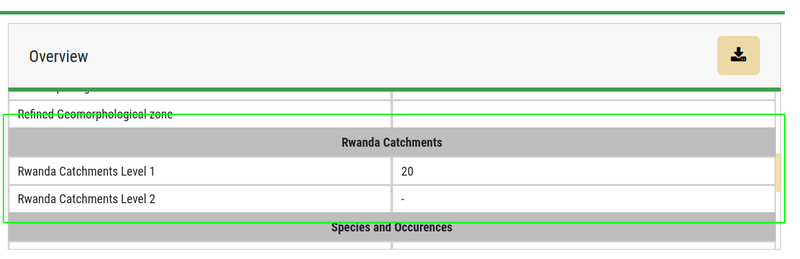 Overview
Refined Geomorphological zone -
Rwanda Catchments
Rwanda Catchments Level 1 20
Rwanda Catchments Level 2 -
Species and Occurences